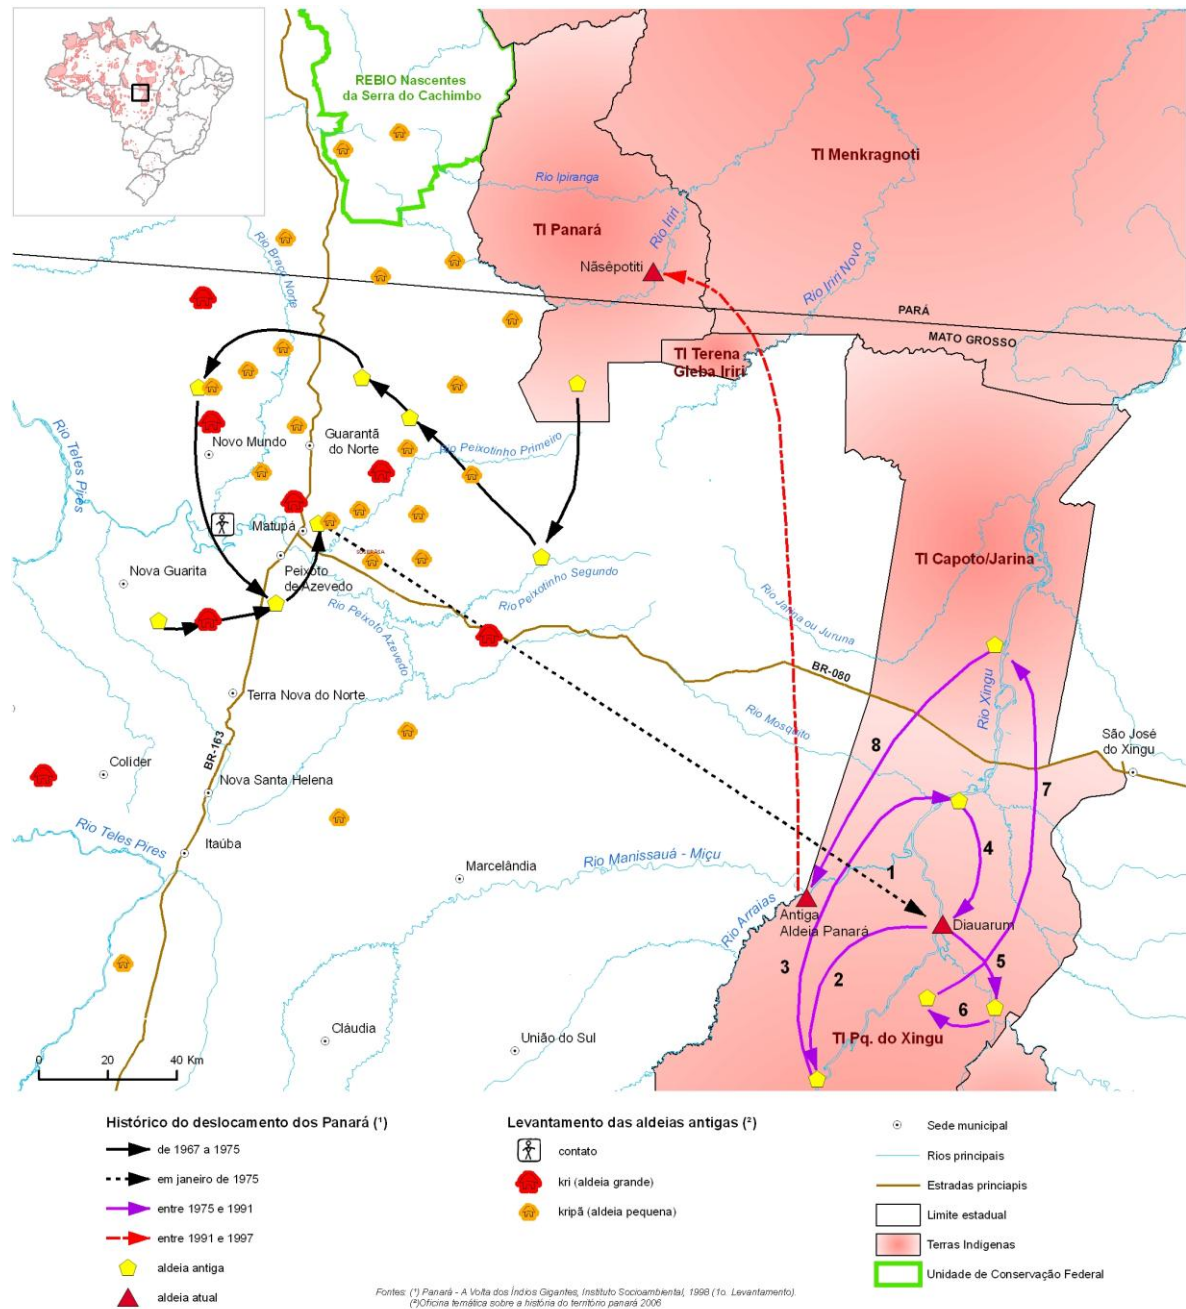 REBIO Nascentes
da Serra do Cachimbo
TI Menkragnoti
Rio Ipiranga
TI Panará
Rio Iriri
Rio Braço Norte
Nãsêpotiti
Rio Iriri Novo
PARÁ
MATO GROSSO
TI Terena
Gleba Iriri
Rio Teles Pires
Novo Mundo
Guarantã
do Norte
Rio Peixotinho Primeiro
Matupá
TI Capoto/Jarina
Nova Guarita
Peixoto
de Azevedo
Rio Peixotinho Segundo
Rio Jarina ou Juruna
Rio Peixoto Azevedo
BR-080
Rio Xingu
Terra Nova do Norte
Rio Mosquito
São José
do Xingu
BR-163
8
Colider
Nova Santa Helena
7
Rio Teles Pires
Itaúba
4
Marcelândia
Rio Manissauá - Miçu
1
Antiga
Aldeia Panará
Diauarum
Rio Arraias
3
2
5
6
Cláudia
União do Sul
TI Pq. do Xingu
0 20 40 Km
Histórico do deslocamento dos Panará (¹)
de 1967 a 1975
em janeiro de 1975
entre 1975 e 1991
entre 1991 e 1997
aldeia antiga
aldeia atual
Levantamento das aldeias antigas (²)
contato
kri (aldeia grande)
kripã (aldeia pequena)
Sede municipal
Rios principais
Estradas princiapis
Limite estadual
Terras Indígenas
Unidade de Conservação Federal
Fontes: (¹) Panará - A Volta dos Índios Gigantes, Instituto Socioambiental, 1998 (1o. Levantamento).
(²)Oficina temática sobre a história do território panará 2006